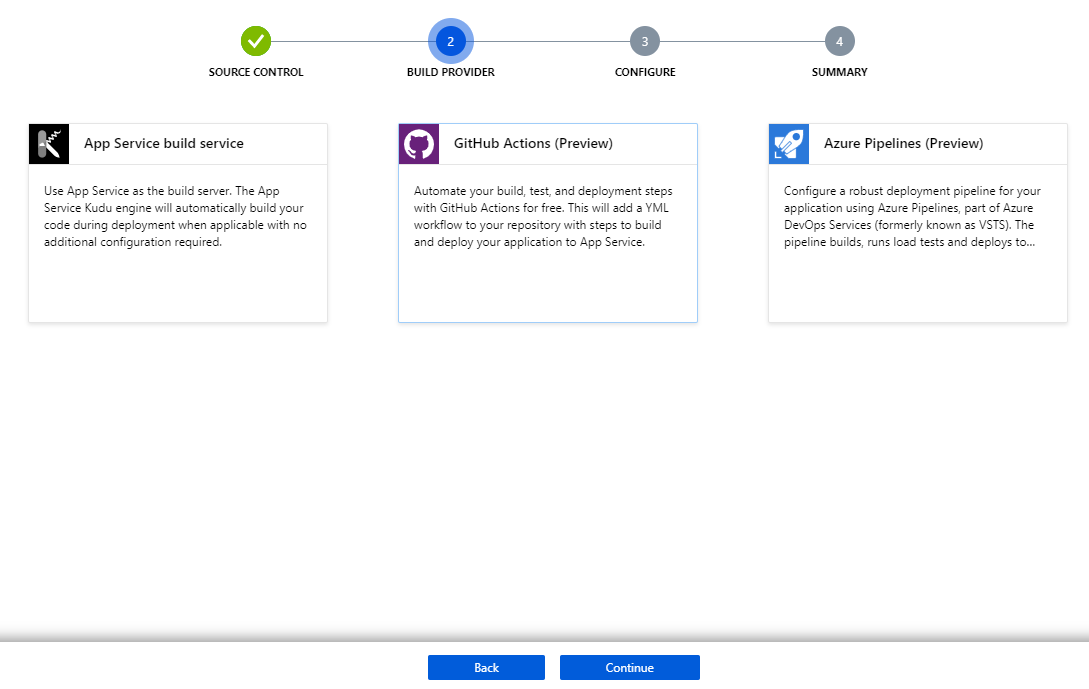 2
3
4
SOURCE CONTROL
BUILD PROVIDER
CONFIGURE
SUMMARY
App Service build service
Use App Service as the build server. The App
Service Kudu engine will automatically build your
code during deployment when applicable with no
additional configuration required.
GitHub Actions (Preview)
Automate your build, test, and deployment steps
with GitHub Actions for free. This will add a YML
workflow to your repository with steps to build
and deploy your application to App Service.
Azure Pipelines (Preview)
Configure a robust deployment pipeline for your
application using Azure Pipelines, part of Azure
DevOps Services (formerly known as VSTS). The
pipeline builds, runs load tests and deploys to...
Back
Continue